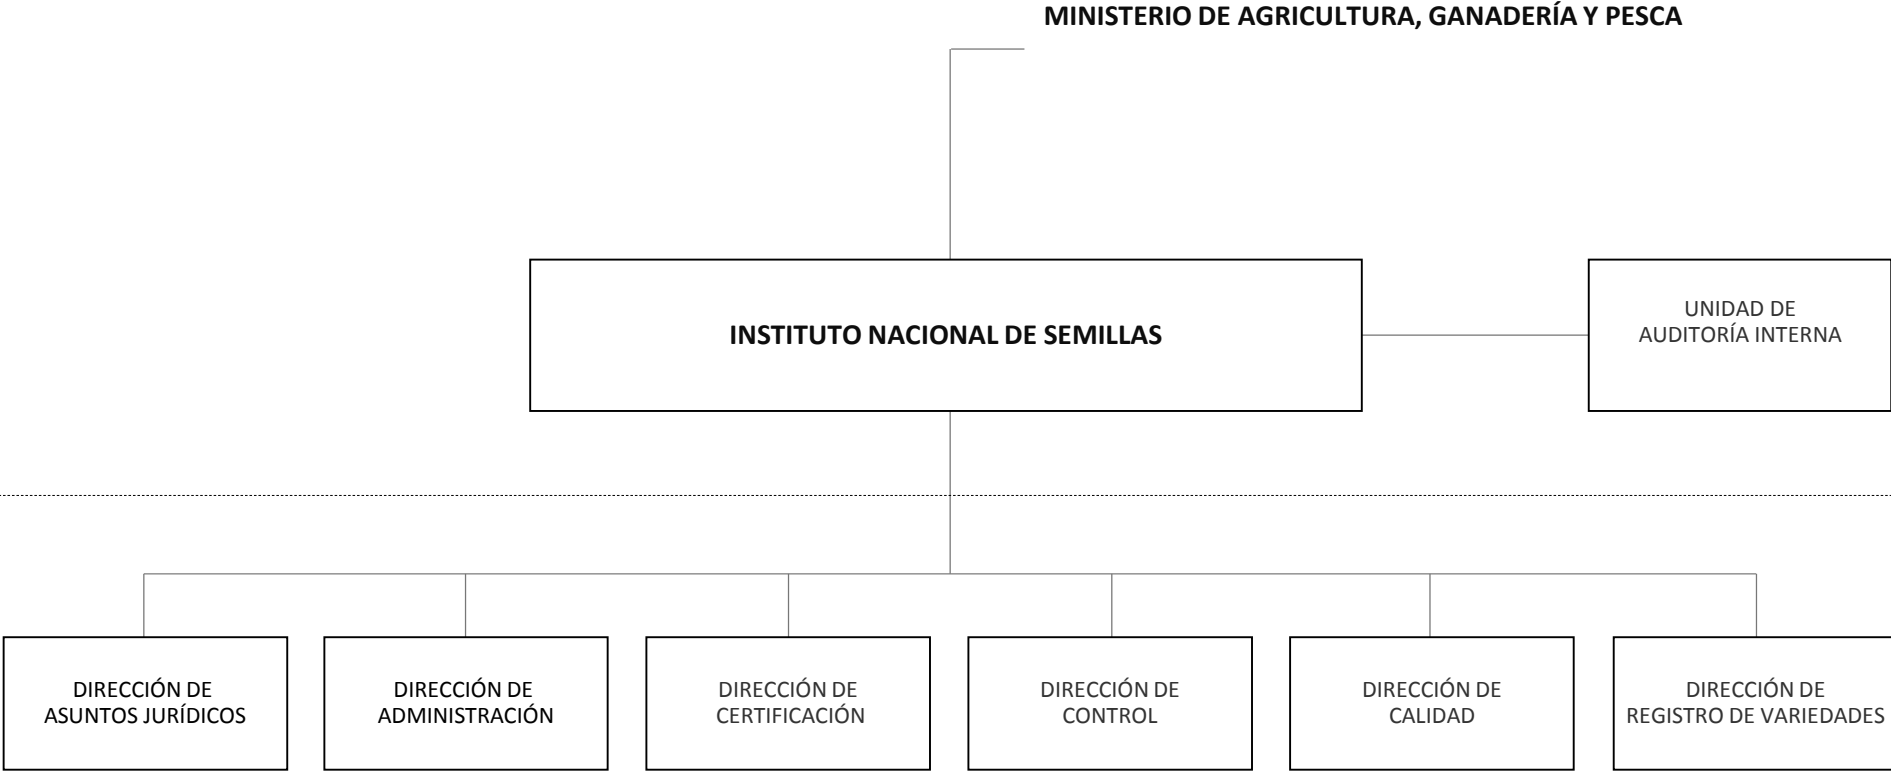 MINISTERIO DE AGRICULTURA, GANADERÍA Y PESCA
INSTITUTO NACIONAL DE SEMILLAS
UNIDAD DE
AUDITORÍA INTERNA
DIRECCIÓN DE
ASUNTOS JURÍDICOS
DIRECCIÓN DE
ADMINISTRACIÓN
DIRECCIÓN DE
CERTIFICACIÓN
DIRECCIÓN DE
CONTROL
DIRECCIÓN DE
CALIDAD
DIRECCIÓN DE
REGISTRO DE VARIEDADES